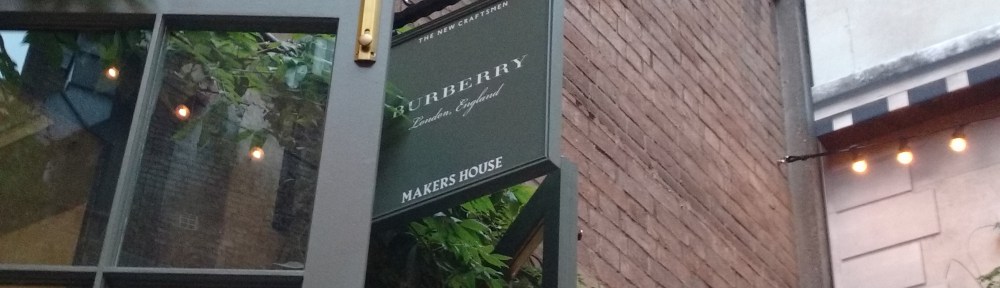 THE NEW CRAFTSMEN
BURBERRY
London, England
MAKERS HOUSE